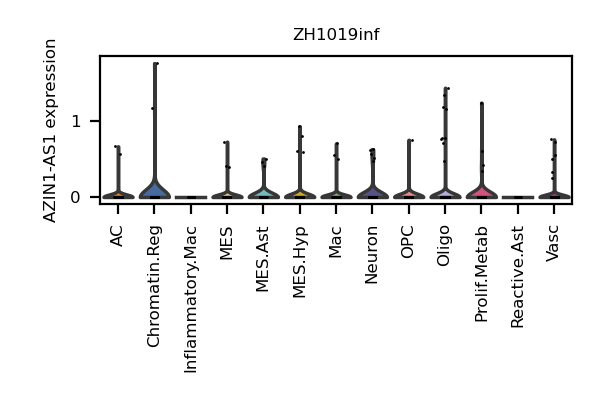 ZH1019inf
AZIN1-AS1 expression
1
0
AC
Chromatin.Reg
Inflammatory.Mac
MES
MES.Ast
MES.Hyp
Mac
Neuron
OPC
Oligo
Prolif.Metab
Reactive.Ast
Vasc